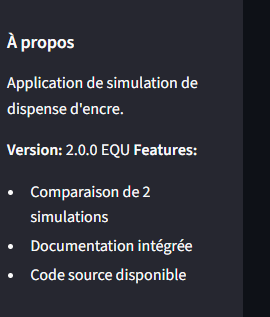 À propos
Application de simulation de
dispense d'encre.
Version: 2.0.0 EQU Features:
• Comparaison de 2
simulations
• Documentation intégrée
• Code source disponible